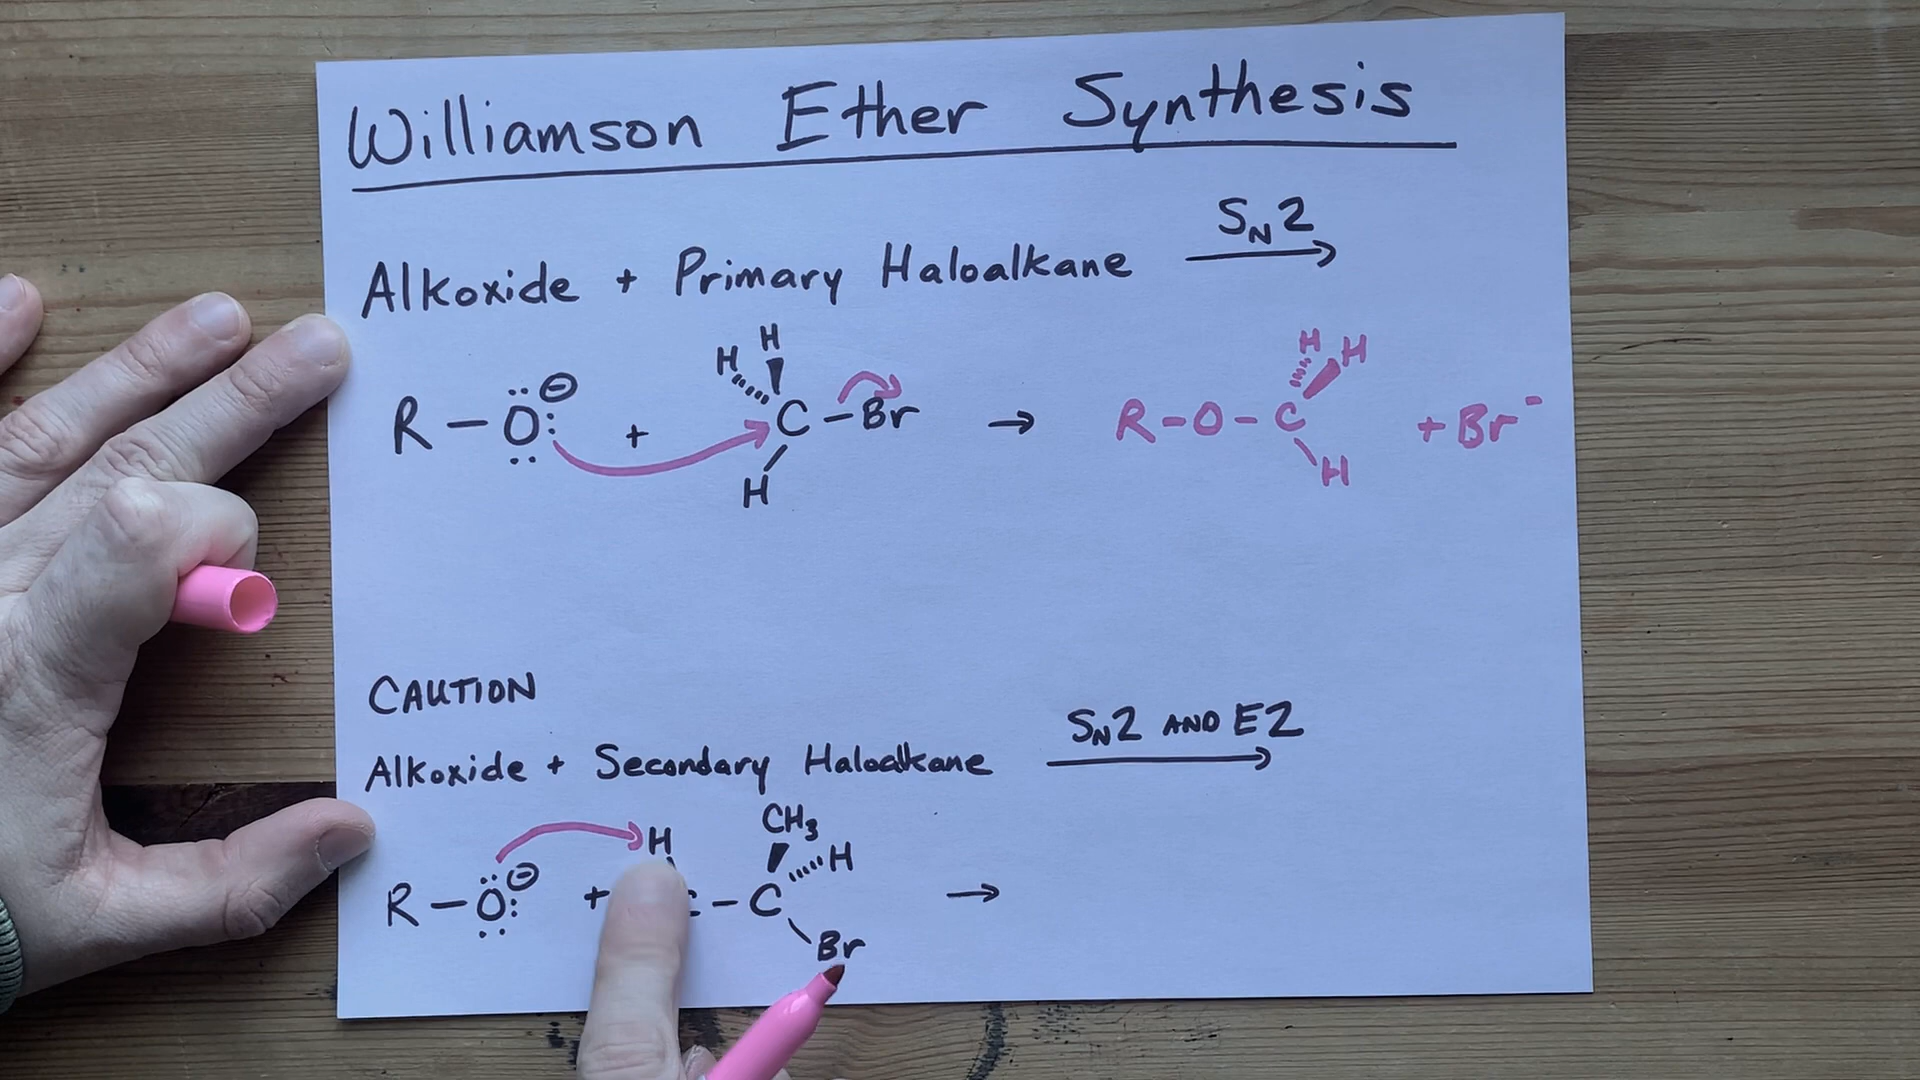 Williamson Ether Synthesis
Alkoxide + Primary Haloalkane SN2
R - O: ⊖ + H H C - Br H → R - O - C H H H + Br⁻
CAUTION
Alkoxide + Secondary Haloalkane SN2 AND E2
R - O: ⊖ + H - C CH3 H Br →